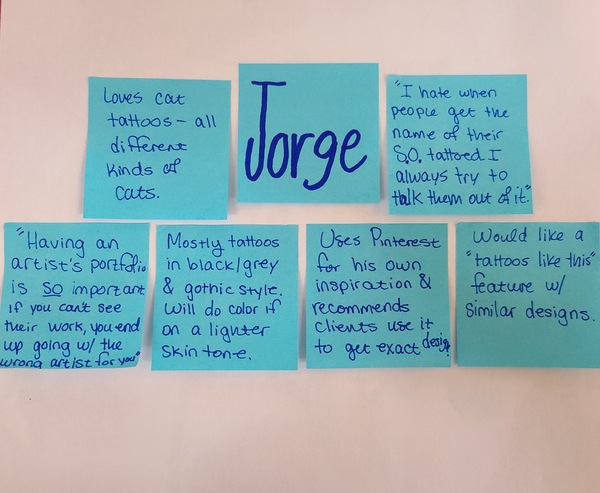 Loves cat
tattoos - all
different
kinds of
cats.
Jorge
"I hate when
people get the
name of their
S.O. tattoed. I
always try to
talk them out of it."
"Having an
artist's portfolio
is SO important
if you can't see
their work, you end
up going w/ the
wrong artist for you"
Mostly tattoos
in black/grey
& gothic style.
Will do color if
on a lighter
skin tone.
Uses Pinterest
for his own
inspiration &
recommends
clients use it
to get exact design
Would like a
"tattoos like this"
feature w/
similar designs.